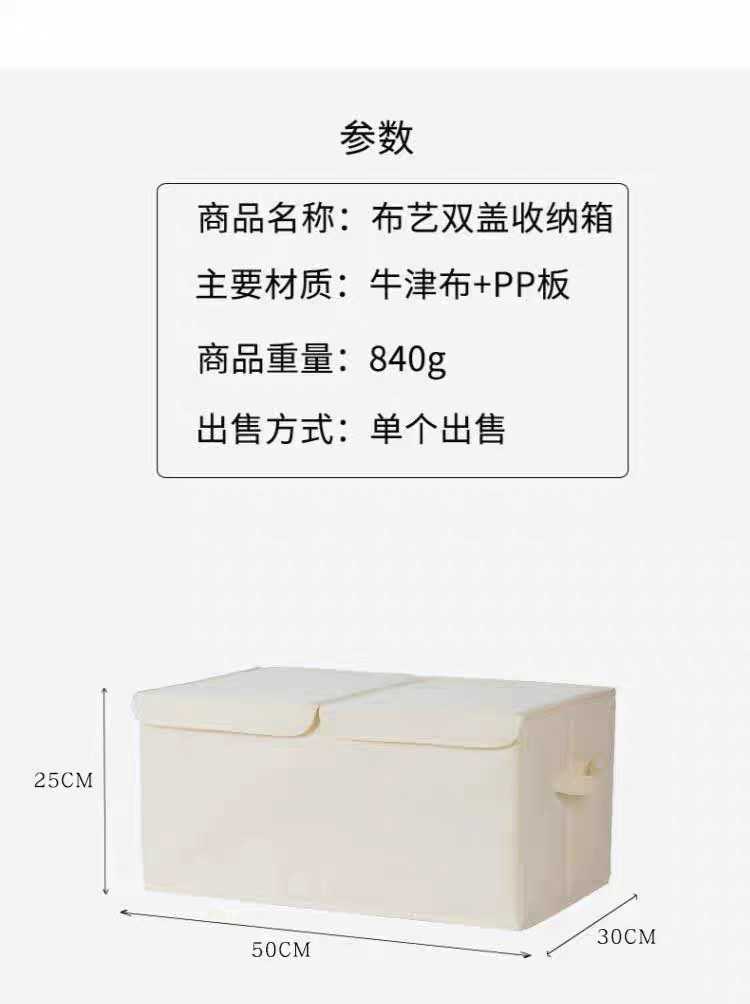 参数
商品名称：布艺双盖收纳箱
主要材质：牛津布+PP板
商品重量：840g
出售方式：单个出售
25CM
50CM
30CM